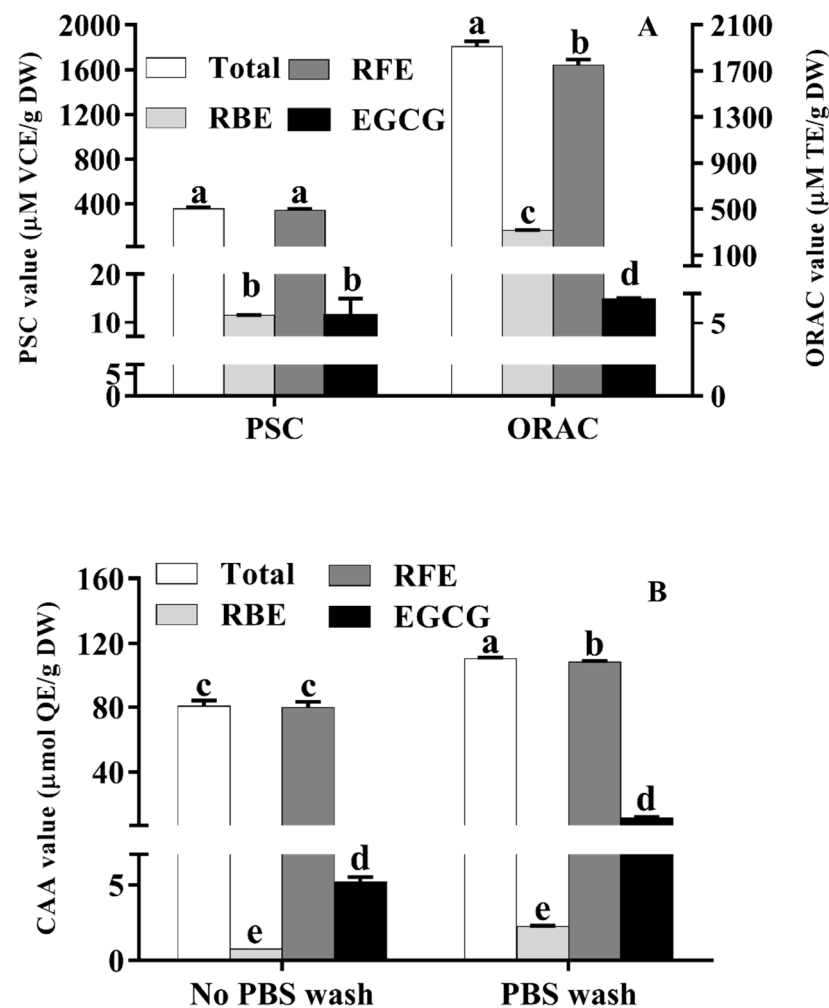 A
PSC value (µM VCE/g DW)
2000
1600
1200
800
400
20
10
5
0
Total
RFE
RBE
EGCG
a
b
a
a
c
b
b
d
2100
1700
1300
900
500
100
5
0
ORAC value (µM TE/g DW)
PSC
ORAC
B
CAA value (µmol QE/g DW)
160
120
80
40
5
0
Total
RFE
RBE
EGCG
a
b
c
c
d
d
e
e
No PBS wash
PBS wash